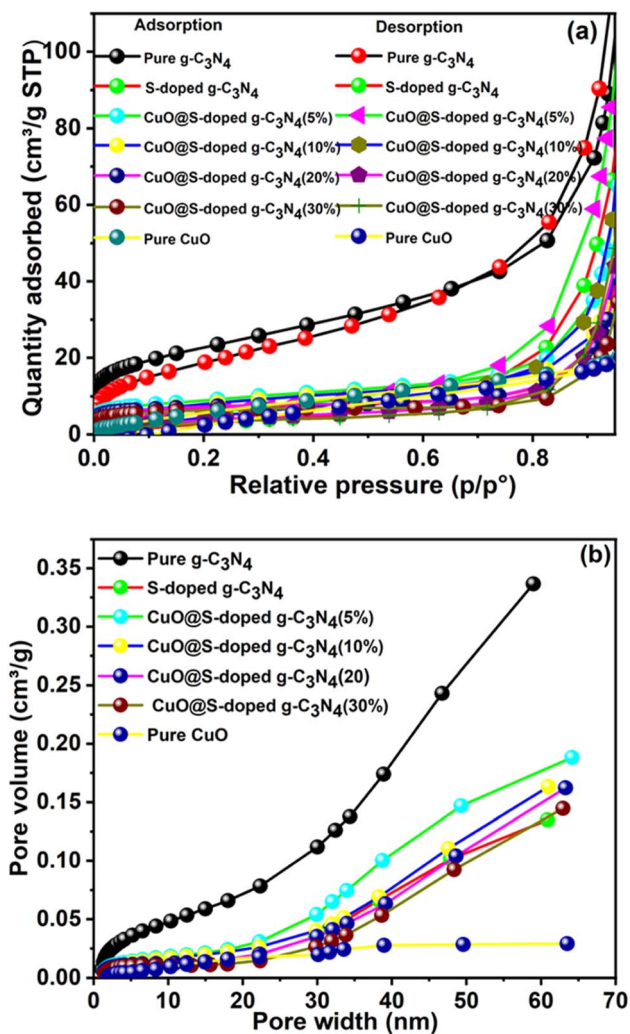 (a)
Adsorption Desorption
Pure g-C₃N₄ Pure g-C₃N₄
S-doped g-C₃N₄ S-doped g-C₃N₄
CuO@S-doped g-C₃N₄(5%) CuO@S-doped g-C₃N₄(5%)
CuO@S-doped g-C₃N₄(10%) CuO@S-doped g-C₃N₄(10%)
CuO@S-doped g-C₃N₄(20%) CuO@S-doped g-C₃N₄(20%)
CuO@S-doped g-C₃N₄(30%) CuO@S-doped g-C₃N₄(30%)
Pure CuO Pure CuO
Quantity adsorbed (cm³/g STP)
100
80
60
40
20
0
0.0 0.2 0.4 0.6 0.8
Relative pressure (p/p°)
(b)
Pure g-C₃N₄
S-doped g-C₃N₄
CuO@S-doped g-C₃N₄(5%)
CuO@S-doped g-C₃N₄(10%)
CuO@S-doped g-C₃N₄(20)
CuO@S-doped g-C₃N₄(30%)
Pure CuO
Pore volume (cm³/g)
0.35
0.30
0.25
0.20
0.15
0.10
0.05
0.00
0 10 20 30 40 50 60 70
Pore width (nm)